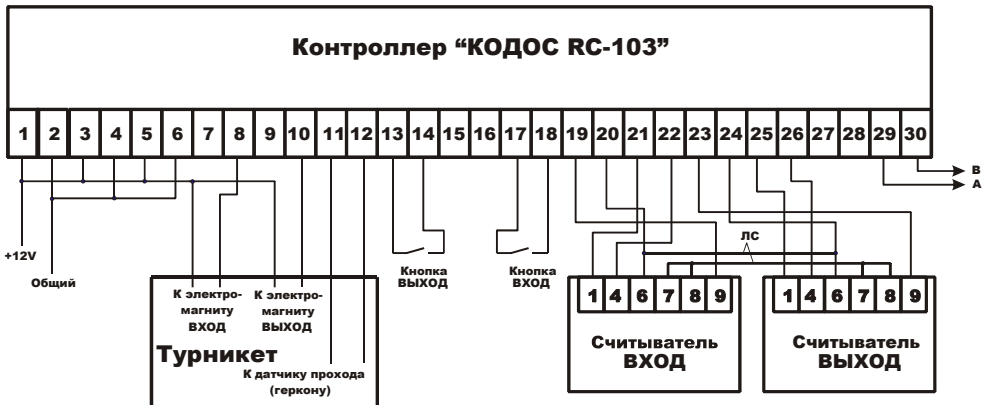 Контроллер “КОДОС RC-103”
1 2 3 4 5 6 7 8 9 10 11 12 13 14 15 16 17 18 19 20 21 22 23 24 25 26 27 28 29 30
В
А
+12V
Общий
К электро-
магниту
ВХОД
К электро-
магниту
ВЫХОД
Турникет
К датчику прохода
(геркону)
Кнопка
ВЫХОД
Кнопка
ВХОД
ЛС
1 4 6 7 8 9
Считыватель
ВХОД
1 4 6 7 8 9
Считыватель
ВЫХОД